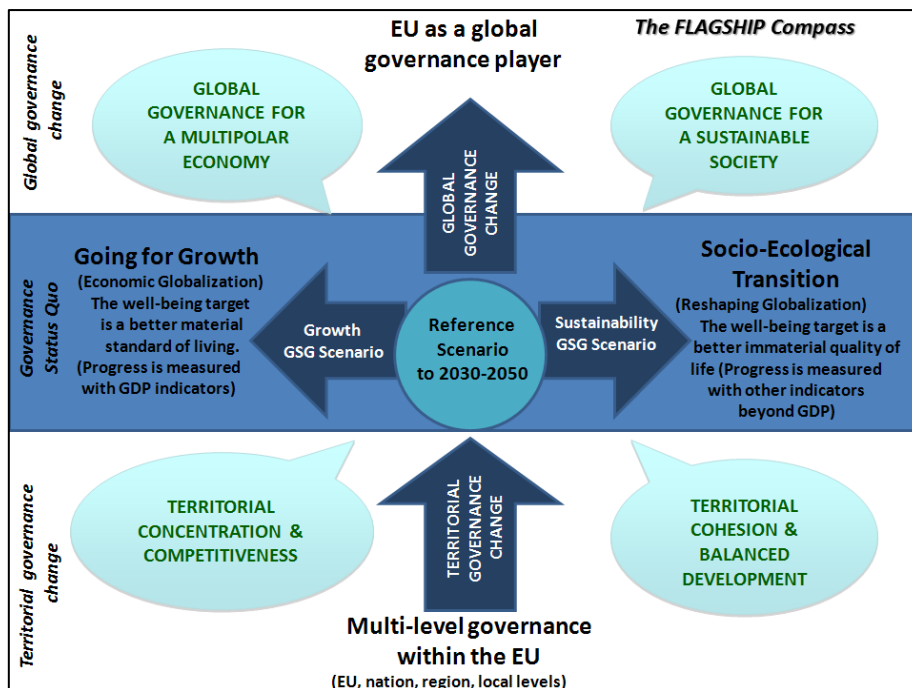 EU as a global
governance player
The FLAGSHIP Compass
Global governance
change
GLOBAL
GOVERNANCE FOR
A MULTIPOLAR
ECONOMY
GLOBAL
GOVERNANCE FOR
A SUSTAINABLE
SOCIETY
GLOBAL
GOVERNANCE
CHANGE
Governance
Status Quo
Going for Growth
(Economic Globalization)
The well-being target
is a better material
standard of living.
(Progress is measured
with GDP indicators)
Growth
GSG Scenario
Reference
Scenario
to 2030-2050
Sustainability
GSG Scenario
Socio-Ecological
Transition
(Reshaping Globalization)
The well-being target is a
better immaterial quality of
life (Progress is measured
with other indicators
beyond GDP)
Territorial governance
change
TERRITORIAL
CONCENTRATION &
COMPETITIVENESS
TERRITORIAL
GOVERNANCE
CHANGE
TERRITORIAL
COHESION &
BALANCED
DEVELOPMENT
Multi-level governance
within the EU
(EU, nation, region, local levels)